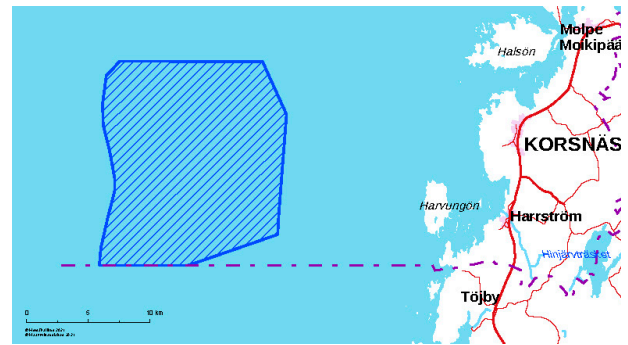 Molpe
Moikipää
Halsön
KORSNÄS
Harvungön
Harrström
Hinjärvträsket
Töjby
0 5 10 km